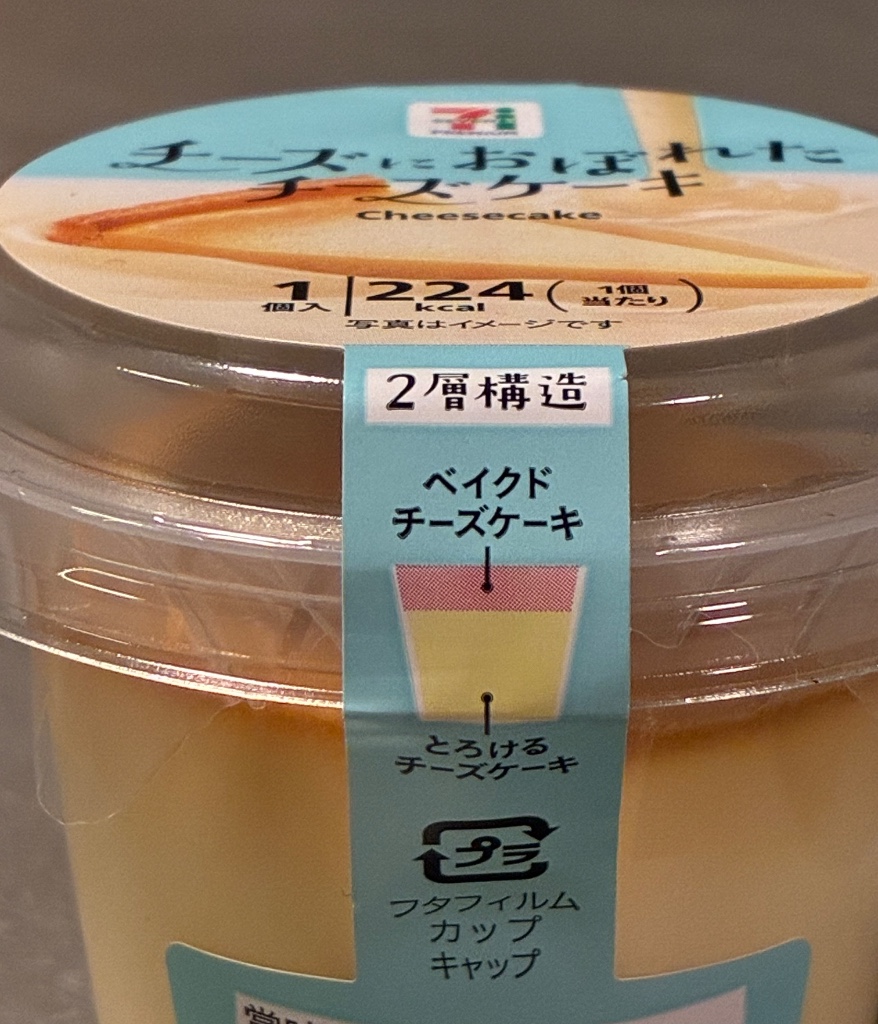 7i
PREMIUM
チーズにおぼれた
チーズケーキ
Cheesecake
1個入 224kcal (1個当たり)
写真はイメージです
2層構造
ベイクド
チーズケーキ
とろける
チーズケーキ
プラ
フタフィルム
カップ
キャップ